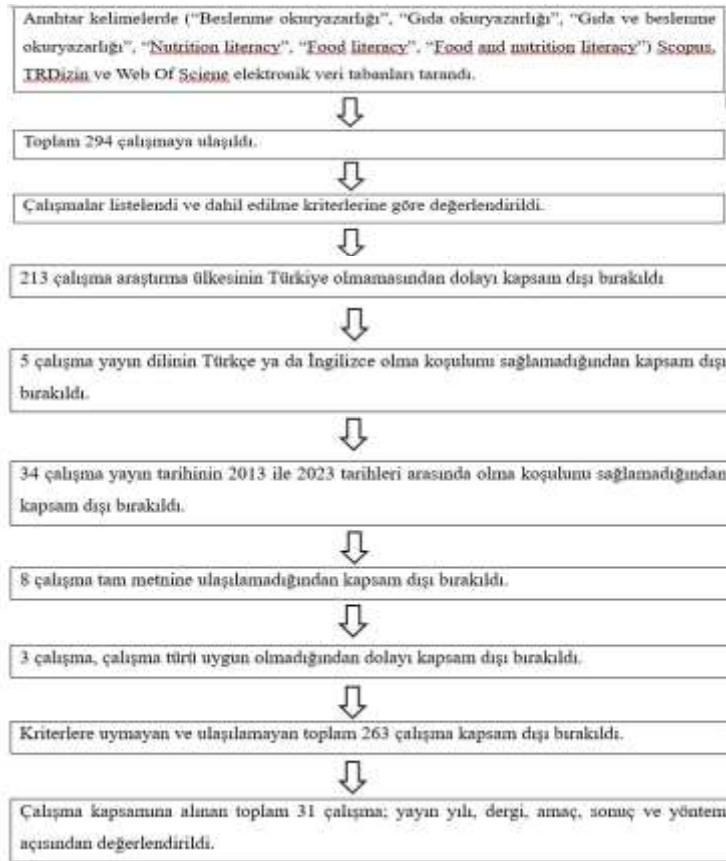 Anahtar kelimelerde (“Beslenme okuryazarlığı”, “Gıda okuryazarlığı”, “Gıda ve beslenme
okuryazarlığı”, “Nutrition literacy”, “Food literacy”, “Food and nutrition literacy”) Scopus,
TRDizin ve Web Of Sciene elektronik veri tabanları tarandı.
Toplam 294 çalışmaya ulaşıldı.
Çalışmalar listelendi ve dahil edilme kriterlerine göre değerlendirildi.
213 çalışma araştırma ülkesinin Türkiye olmamasından dolayı kapsam dışı bırakıldı
5 çalışma yayın dilinin Türkçe ya da İngilizce olma koşulunu sağlamadığından kapsam dışı
bırakıldı.
34 çalışma yayın tarihinin 2013 ile 2023 tarihleri arasında olma koşulunu sağlamadığından
kapsam dışı bırakıldı.
8 çalışma tam metnine ulaşılamadığından kapsam dışı bırakıldı.
3 çalışma, çalışma türü uygun olmadığından dolayı kapsam dışı bırakıldı.
Kriterlere uymayan ve ulaşılamayan toplam 263 çalışma kapsam dışı bırakıldı.
Çalışma kapsamına alınan toplam 31 çalışma; yayın yılı, dergi, amaç, sonuç ve yöntem
açısından değerlendirildi.